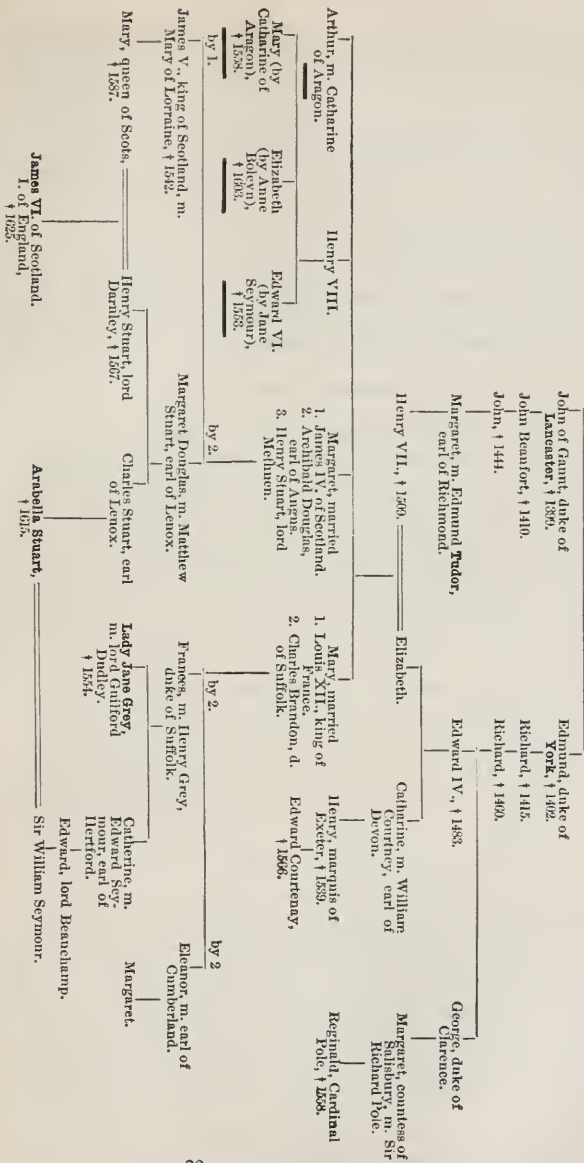 John of Gaunt, duke of
Lancaster, † 1399.
Edmund, duke of
York, † 1402.
John Beaufort, † 1410.
Richard, † 1415.
John, † 1444.
Richard, † 1460.
Margaret, m. Edmund Tudor,
earl of Richmond.
Edward IV., † 1483.
George, duke of
Clarence.
Henry VII., † 1509.
Elizabeth.
Catharine, m. William
Courtney, earl of
Devon.
Margaret, countess of
Salisbury, m. Sir
Richard Pole.
Arthur, m. Catharine
of Aragon.
Henry VIII.
Margaret, married
1. James IV. of Scotland.
2. Archibald Douglas,
earl of Angus.
3. Henry Stuart, lord
Methuen.
Mary, married
1. Louis XII., king of
France.
2. Charles Brandon, d.
of Suffolk.
Henry, marquis of
Exeter, † 1539.
Edward Courtenay,
† 1566.
Reginald, Cardinal
Pole, † 1558.
Mary (by
Catharine of
Aragon),
† 1558.
Elizabeth
(by Anne
Boleyn),
† 1603.
Edward VI.
(by Jane
Seymour),
† 1553.
by 1.
by 2.
by 2.
by 2
James V., king of Scotland, m.
Mary of Lorraine, † 1542.
Margaret Douglas, m. Matthew
Stuart, earl of Lenox.
Frances, m. Henry Grey,
duke of Suffolk.
Eleanor, m. earl of
Cumberland.
Mary, queen of Scots,
† 1587.
Henry Stuart, lord
Darnley, † 1567.
Charles Stuart, earl
of Lenox.
Lady Jane Grey,
m. lord Guilford
Dudley.
† 1554.
Catherine, m.
Edward Sey-
mour, earl of
Hertford.
Margaret.
James VI. of Scotland.
I. of England,
† 1625.
Arabella Stuart,
† 1615.
Edward, lord Beauchamp.
Sir William Seymour.